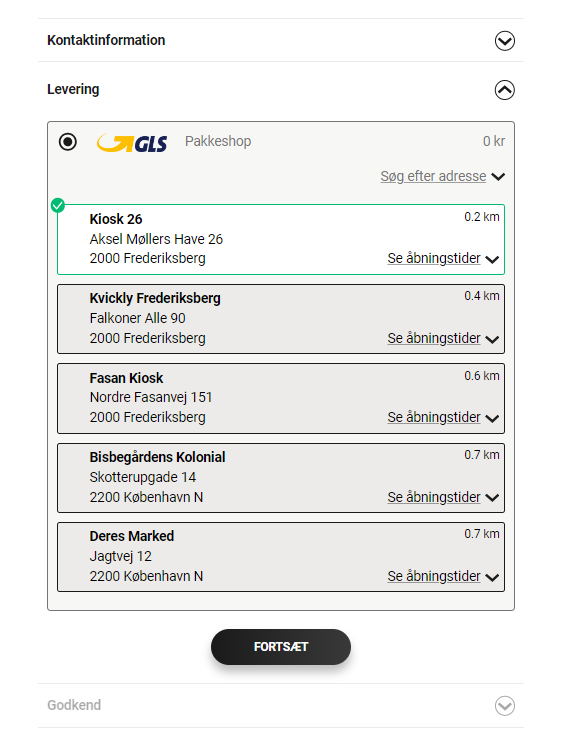 Kontaktinformation
Levering
GLS Pakkeshop 0 kr
Søg efter adresse
Kiosk 26 0.2 km
Aksel Møllers Have 26
2000 Frederiksberg Se åbningstider
Kvickly Frederiksberg 0.4 km
Falkoner Alle 90
2000 Frederiksberg Se åbningstider
Fasan Kiosk 0.6 km
Nordre Fasanvej 151
2000 Frederiksberg Se åbningstider
Bisbegårdens Kolonial 0.7 km
Skotterupgade 14
2200 København N Se åbningstider
Deres Marked 0.7 km
Jagtvej 12
2200 København N Se åbningstider
FORTSÆT
Godkend